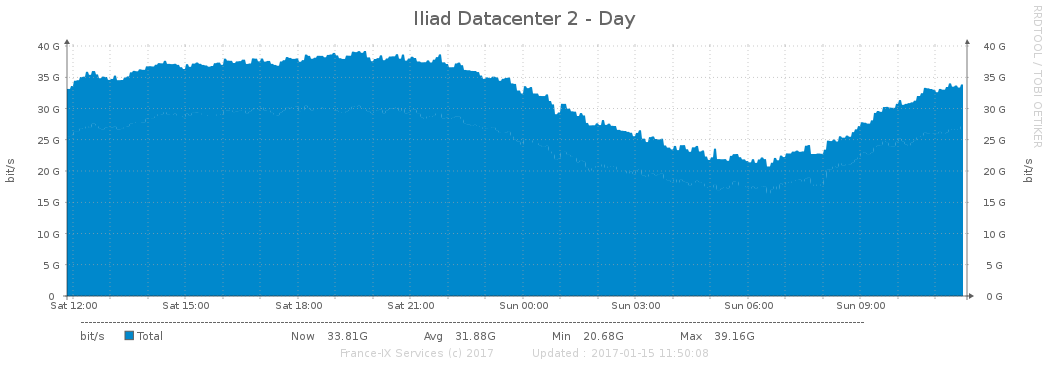 Iliad Datacenter 2 - Day
RRDTOOL / TOBI OETIKER
40 G 40 G
35 G 35 G
30 G 30 G
25 G 25 G
20 G 20 G
15 G 15 G
10 G 10 G
5 G 5 G
0 0 G
bit/s bit/s
Sat 12:00 Sat 15:00 Sat 18:00 Sat 21:00 Sun 00:00 Sun 03:00 Sun 06:00 Sun 09:00
bit/s Total Now 33.81G Avg 31.88G Min 20.68G Max 39.16G
France-IX Services (c) 2017 Updated : 2017-01-15 11:50:08